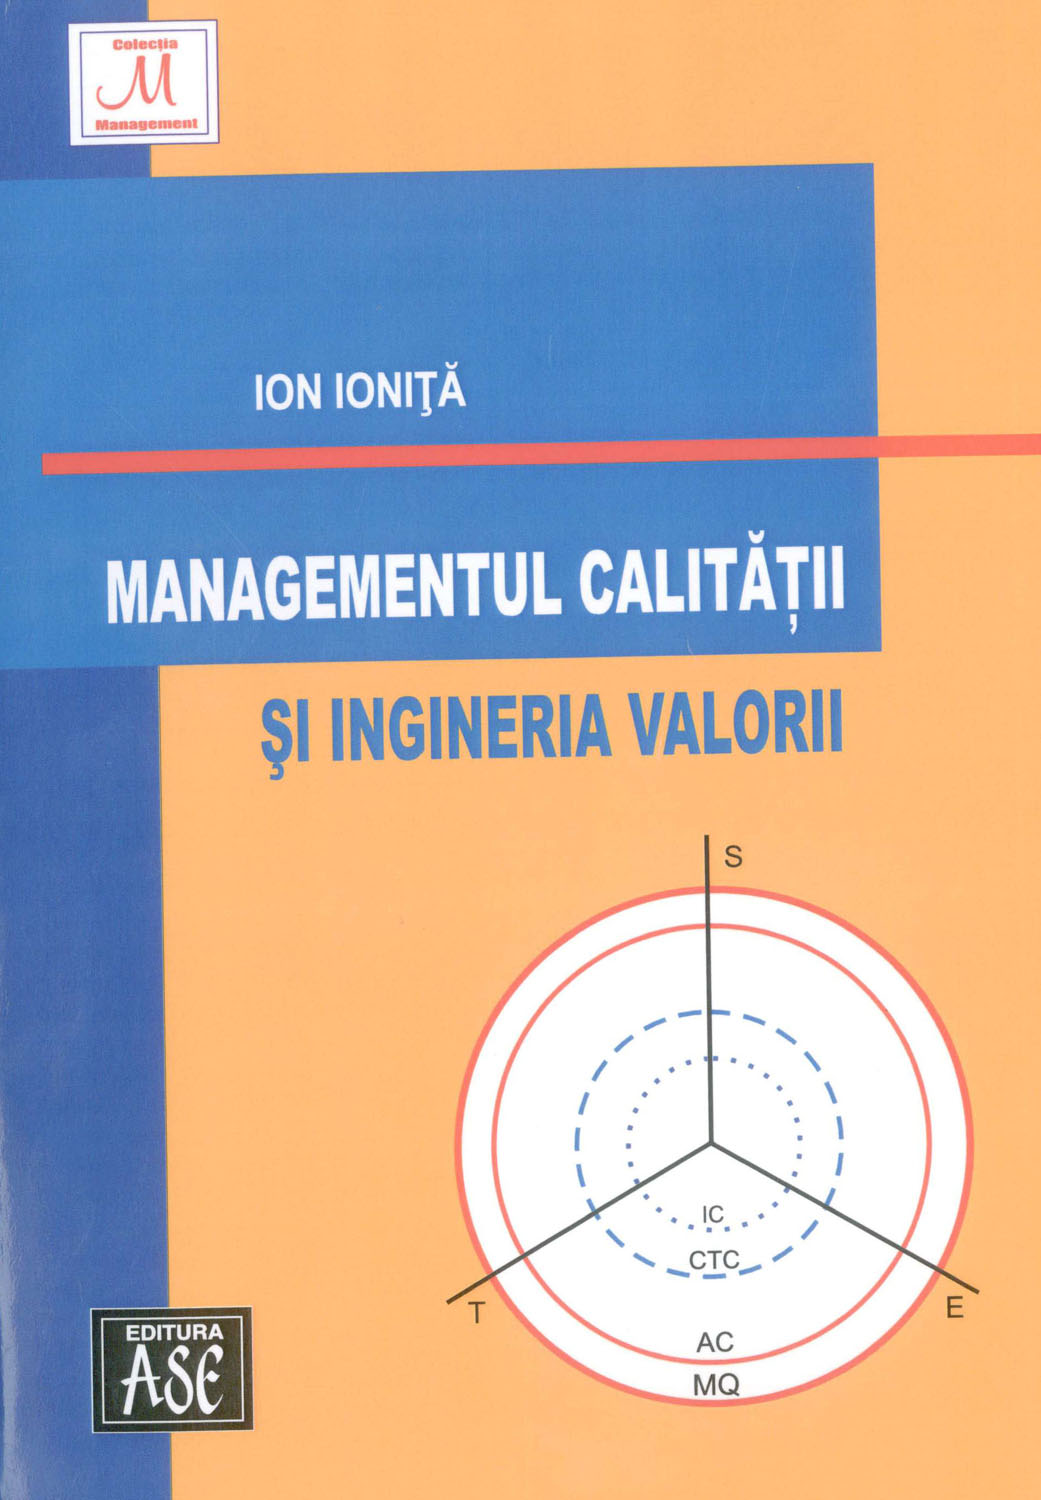 Colecția
M
Management
ION IONIŢĂ
MANAGEMENTUL CALITĂȚII
ŞI INGINERIA VALORII
S
IC
CTC
T
E
AC
MQ
EDITURA
ASE